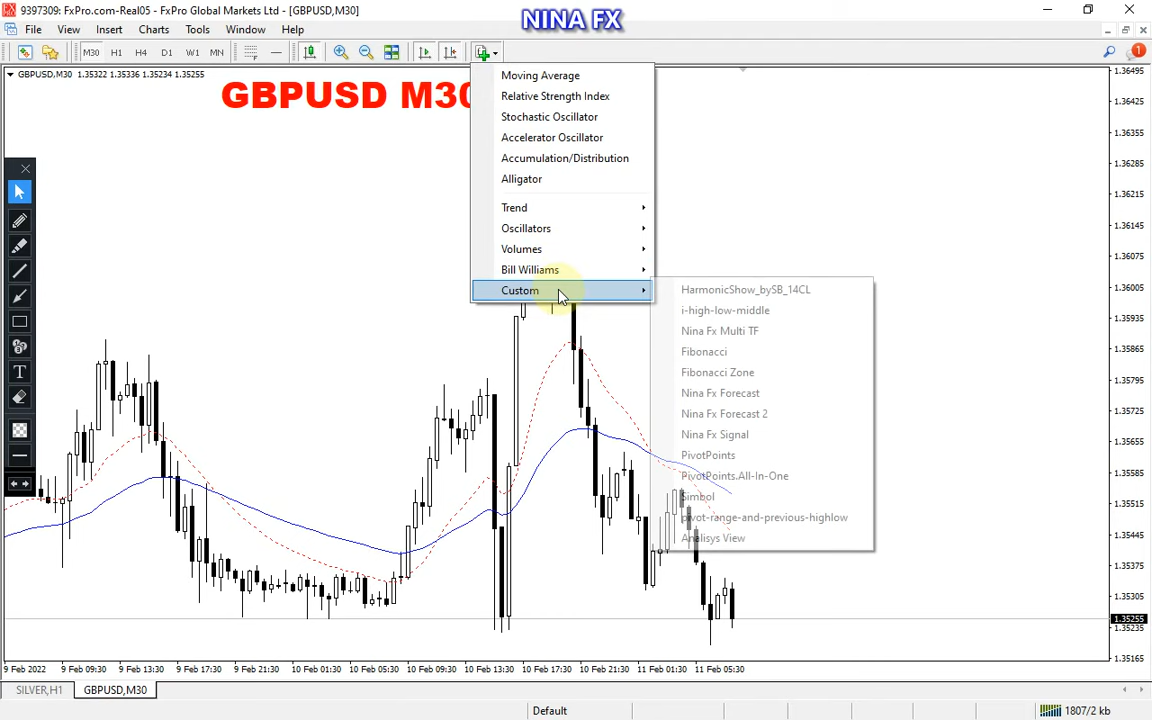 9397309: FxPro.com-Real05 - FxPro Global Markets Ltd - [GBPUSD,M30]
NINA FX
File View Insert Charts Tools Window Help
M30 H1 H4 D1 W1 MN
1
GBPUSD,M30 1.35322 1.35336 1.35234 1.35255
GBPUSD M30
Moving Average
Relative Strength Index
Stochastic Oscillator
Accelerator Oscillator
Accumulation/Distribution
Alligator
Trend
Oscillators
Volumes
Bill Williams
Custom
HarmonicShow_bySB_14CL
i-high-low-middle
Nina Fx Multi TF
Fibonacci
Fibonacci Zone
Nina Fx Forecast
Nina Fx Forecast 2
Nina Fx Signal
PivotPoints
PivotPoints.All-In-One
Simbol
pivot-range-and-previous-highlow
Analisys View
T
1.36495
1.36425
1.36355
1.36285
1.36215
1.36145
1.36075
1.36005
1.35935
1.35865
1.35795
1.35725
1.35655
1.35585
1.35515
1.35445
1.35375
1.35305
1.35255
1.35235
1.35165
9 Feb 2022 9 Feb 09:30 9 Feb 13:30 9 Feb 17:30 9 Feb 21:30 10 Feb 01:30 10 Feb 05:30 10 Feb 09:30 10 Feb 13:30 10 Feb 17:30 10 Feb 21:30 11 Feb 01:30 11 Feb 05:30
SILVER,H1 GBPUSD,M30
Default
1807/2 kb